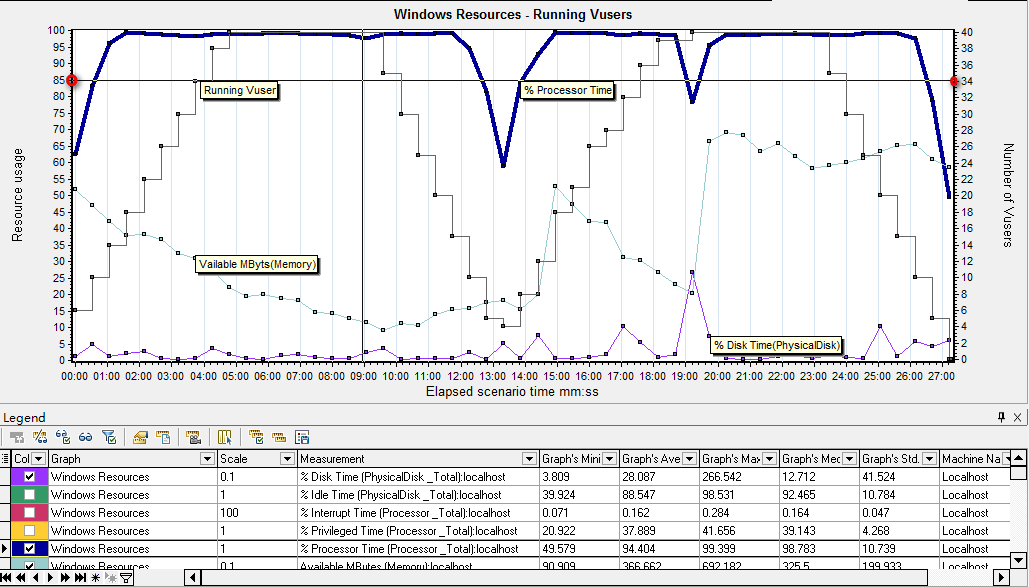 Windows Resources - Running Vusers
100
95
90
85
80
75
70
65
60
55
50
45
40
35
30
25
20
15
10
5
0
Resource usage
40
38
36
34
32
30
28
26
24
22
20
18
16
14
12
10
8
6
4
2
0
Number of Vusers
Running Vuser
% Processor Time
Vailable MByts(Memory)
% Disk Time(PhysicalDisk)
00:00 01:00 02:00 03:00 04:00 05:00 06:00 07:00 08:00 09:00 10:00 11:00 12:00 13:00 14:00 15:00 16:00 17:00 18:00 19:00 20:00 21:00 22:00 23:00 24:00 25:00 26:00 27:00
Elapsed scenario time mm:ss
Legend
Col Graph Scale Measurement Graph's Mini Graph's Ave Graph's Max Graph's Mec Graph's Std. Machine Na
Windows Resources 0.1 % Disk Time (PhysicalDisk _Total):localhost 3.809 28.087 266.542 12.712 41.524 Localhost
Windows Resources 1 % Idle Time (PhysicalDisk _Total):localhost 39.924 88.547 98.531 92.465 10.784 Localhost
Windows Resources 100 % Interrupt Time (Processor _Total):localhost 0.071 0.162 0.284 0.164 0.047 Localhost
Windows Resources 1 % Privileged Time (Processor _Total):localhost 20.922 37.889 41.656 39.143 4.268 Localhost
Windows Resources 1 % Processor Time (Processor _Total):localhost 49.579 94.404 99.399 98.783 10.739 Localhost
Windows Resources 0.1 Available MBytes (Memory):localhost 90.909 366.662 692.182 325.5 199.933 Localhost